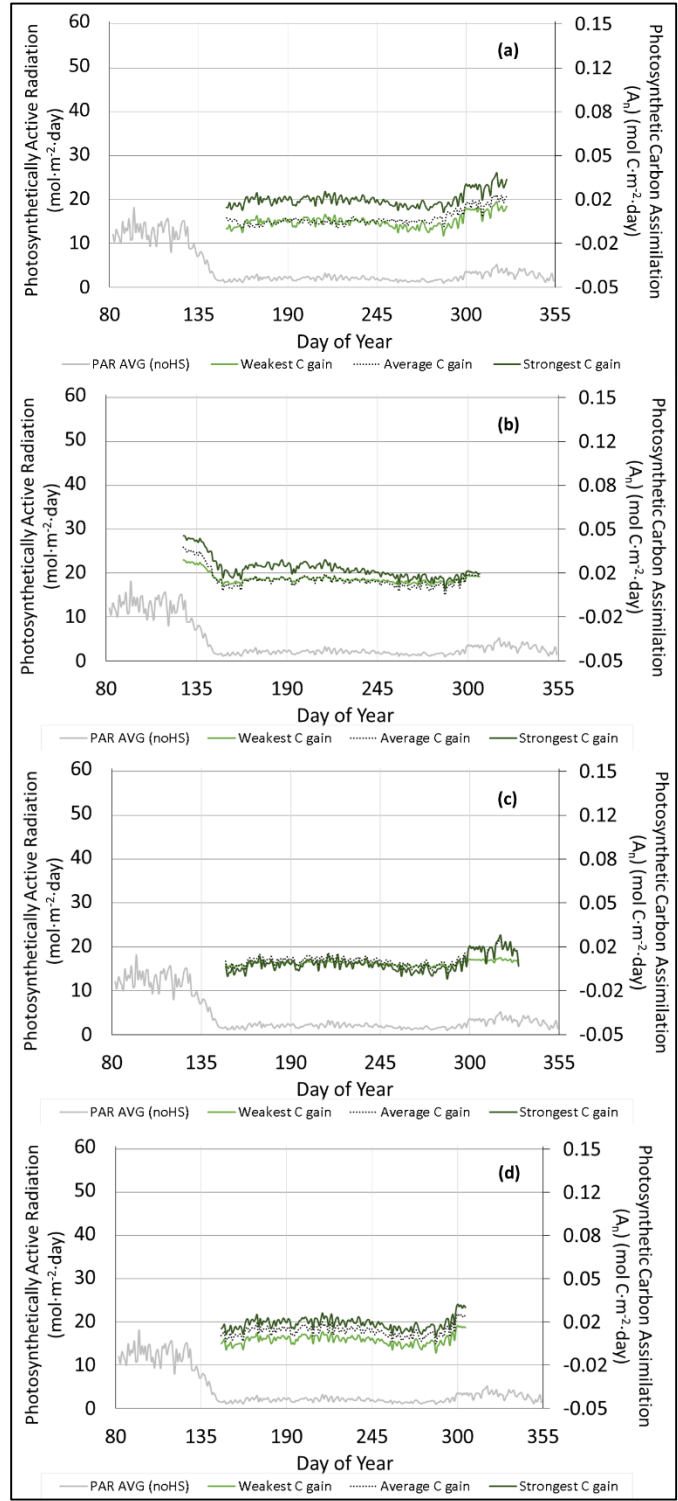 (a)
Photosynthetically Active Radiation
(mol·m⁻²·day)
60
50
40
30
20
10
0
0.15
0.12
0.08
0.05
0.02
-0.02
-0.05
Photosynthetic Carbon Assimilation
(Aₙ) (mol C·m⁻²·day)
80 135 190 245 300 355
Day of Year
PAR AVG (noHS) Weakest C gain Average C gain Strongest C gain
(b)
Photosynthetically Active Radiation
(mol·m⁻²·day)
60
50
40
30
20
10
0
0.15
0.12
0.08
0.05
0.02
-0.02
-0.05
Photosynthetic Carbon Assimilation
(Aₙ) (mol C·m⁻²·day)
80 135 190 245 300 355
Day of Year
PAR AVG (noHS) Weakest C gain Average C gain Strongest C gain
(c)
Photosynthetically Active Radiation
(mol·m⁻²·day)
60
50
40
30
20
10
0
0.15
0.12
0.08
0.05
0.02
-0.02
-0.05
Photosynthetic Carbon Assimilation
(Aₙ) (mol C·m⁻²·day)
80 135 190 245 300 355
Day of Year
PAR AVG (noHS) Weakest C gain Average C gain Strongest C gain
(d)
Photosynthetically Active Radiation
(mol·m⁻²·day)
60
50
40
30
20
10
0
0.15
0.12
0.08
0.05
0.02
-0.02
-0.05
Photosynthetic Carbon Assimilation
(Aₙ) (mol C·m⁻²·day)
80 135 190 245 300 355
Day of Year
PAR AVG (noHS) Weakest C gain Average C gain Strongest C gain